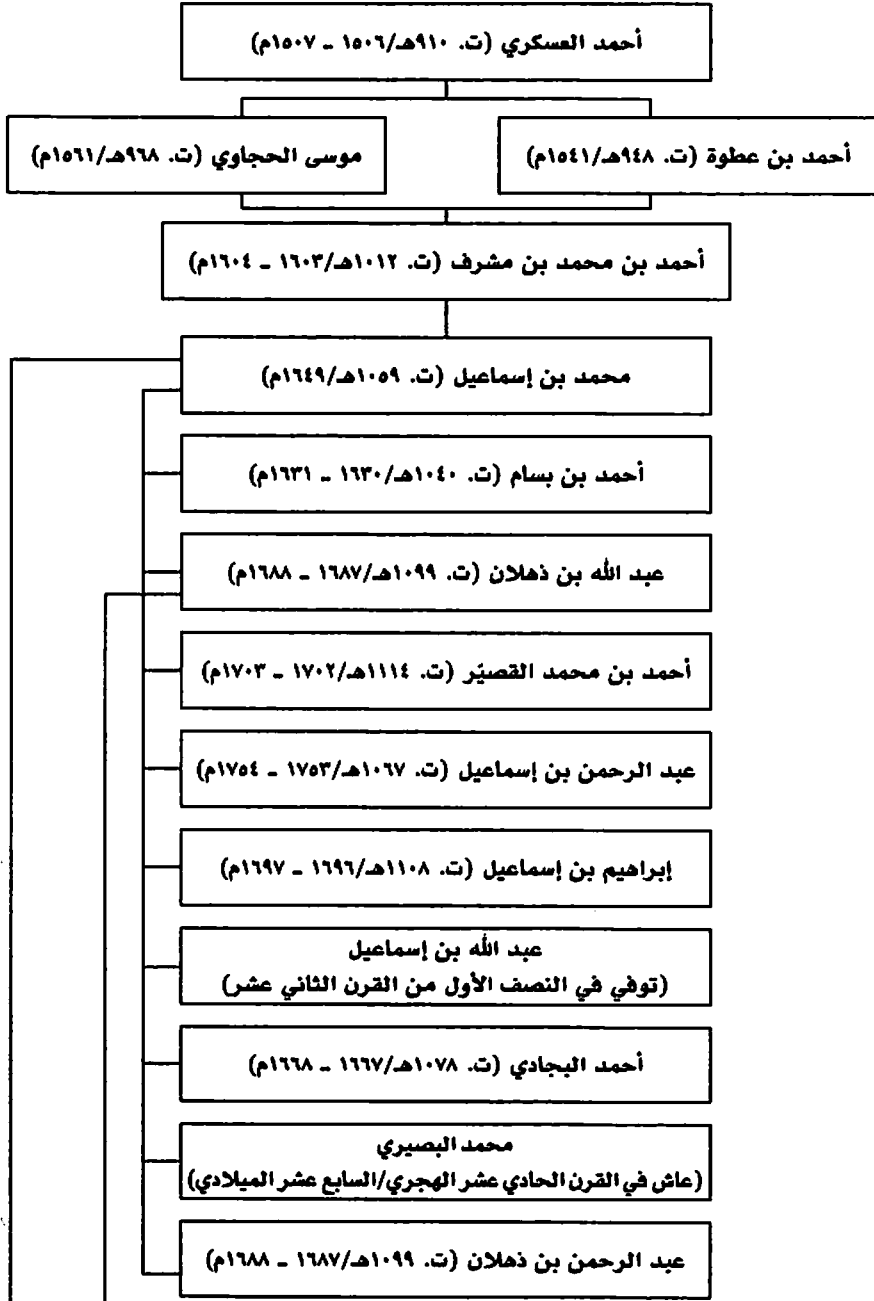 أحمد العسكري (ت. ٩١٠هـ/١٥٠٦ ـ ١٥٠٧م)
أحمد بن عطوة (ت. ٩٤٨هـ/١٥٤١م)
موسى الحجاوي (ت. ٩٦٨هـ/١٥٦١م)
أحمد بن محمد بن مشرف (ت. ١٠١٢هـ/١٦٠٣ ـ ١٦٠٤م)
محمد بن إسماعيل (ت. ١٠٥٩هـ/١٦٤٩م)
أحمد بن بسام (ت. ١٠٤٠هـ/١٦٣٠ ـ ١٦٣١م)
عبد الله بن ذهلان (ت. ١٠٩٩هـ/١٦٨٧ ـ ١٦٨٨م)
أحمد بن محمد القصيّر (ت. ١١١٤هـ/١٧٠٢ ـ ١٧٠٣م)
عبد الرحمن بن إسماعيل (ت. ١٠٦٧هـ/١٧٥٣ ـ ١٧٥٤م)
إبراهيم بن إسماعيل (ت. ١١٠٨هـ/١٦٩٦ ـ ١٦٩٧م)
عبد الله بن إسماعيل
(توفي في النصف الأول من القرن الثاني عشر)
أحمد البجادي (ت. ١٠٧٨هـ/١٦٦٧ ـ ١٦٦٨م)
محمد البصيري
(عاش في القرن الحادي عشر الهجري/السابع عشر الميلادي)
عبد الرحمن بن ذهلان (ت. ١٠٩٩هـ/١٦٨٧ ـ ١٦٨٨م)